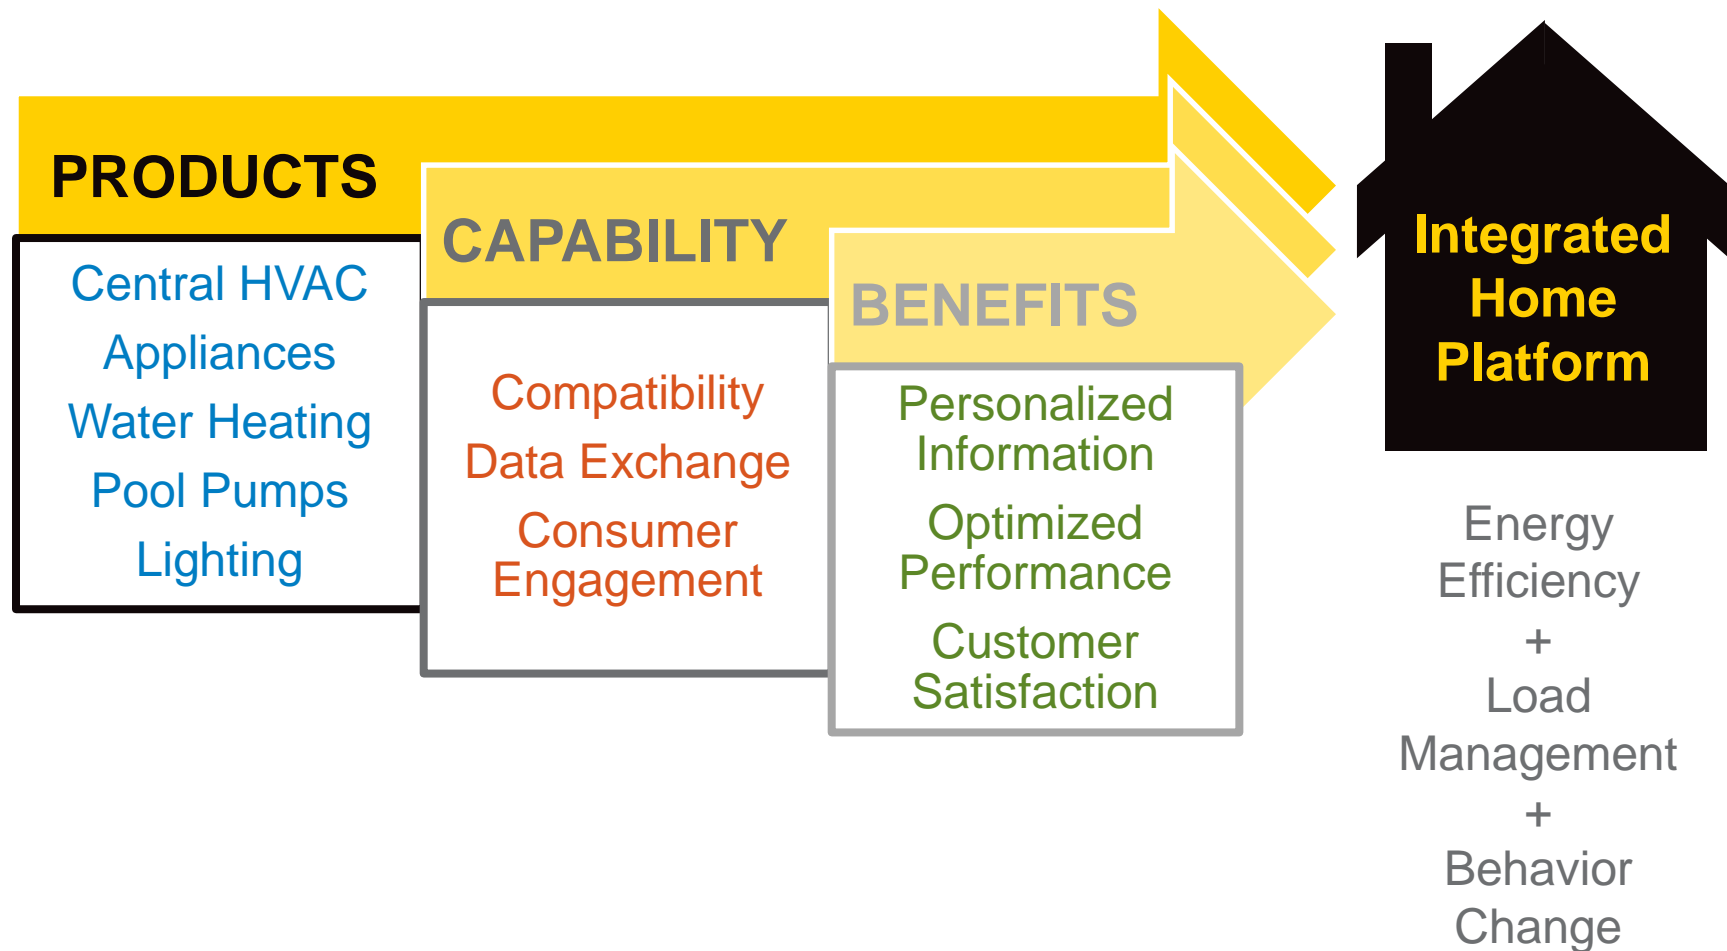 PRODUCTS
Central HVAC
Appliances
Water Heating
Pool Pumps
Lighting
CAPABILITY
Compatibility
Data Exchange
Consumer
Engagement
BENEFITS
Personalized
Information
Optimized
Performance
Customer
Satisfaction
Integrated
Home
Platform
Energy
Efficiency
+
Load
Management
+
Behavior
Change